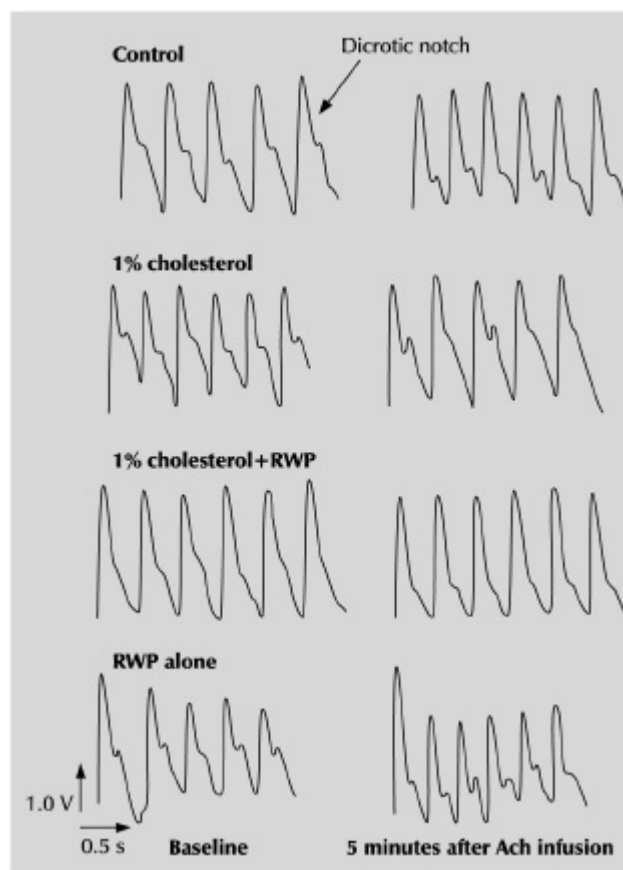 Control
Dicrotic notch
1% cholesterol
1% cholesterol+RWP
RWP alone
1.0 V
0.5 s
Baseline
5 minutes after Ach infusion